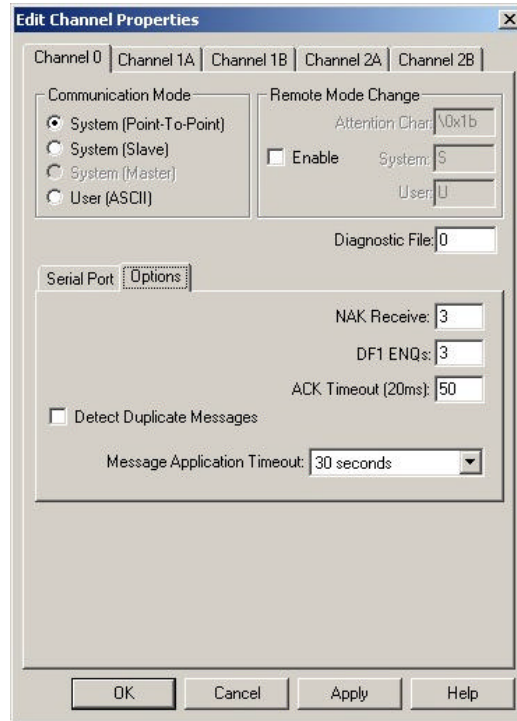 Edit Channel Properties
Channel 0 Channel 1A Channel 1B Channel 2A Channel 2B
Communication Mode
System (Point-To-Point)
System (Slave)
System (Master)
User (ASCII)
Remote Mode Change
Attention Char: \0x1b
Enable System: S
User: U
Diagnostic File: 0
Serial Port Options
NAK Receive: 3
DF1 ENQs: 3
ACK Timeout (20ms): 50
Detect Duplicate Messages
Message Application Timeout: 30 seconds
OK Cancel Apply Help